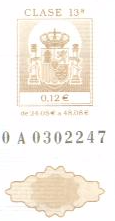 CLASE 13ª
0,12 €
de 24.05 € a 48.08 €
0 A 0302247